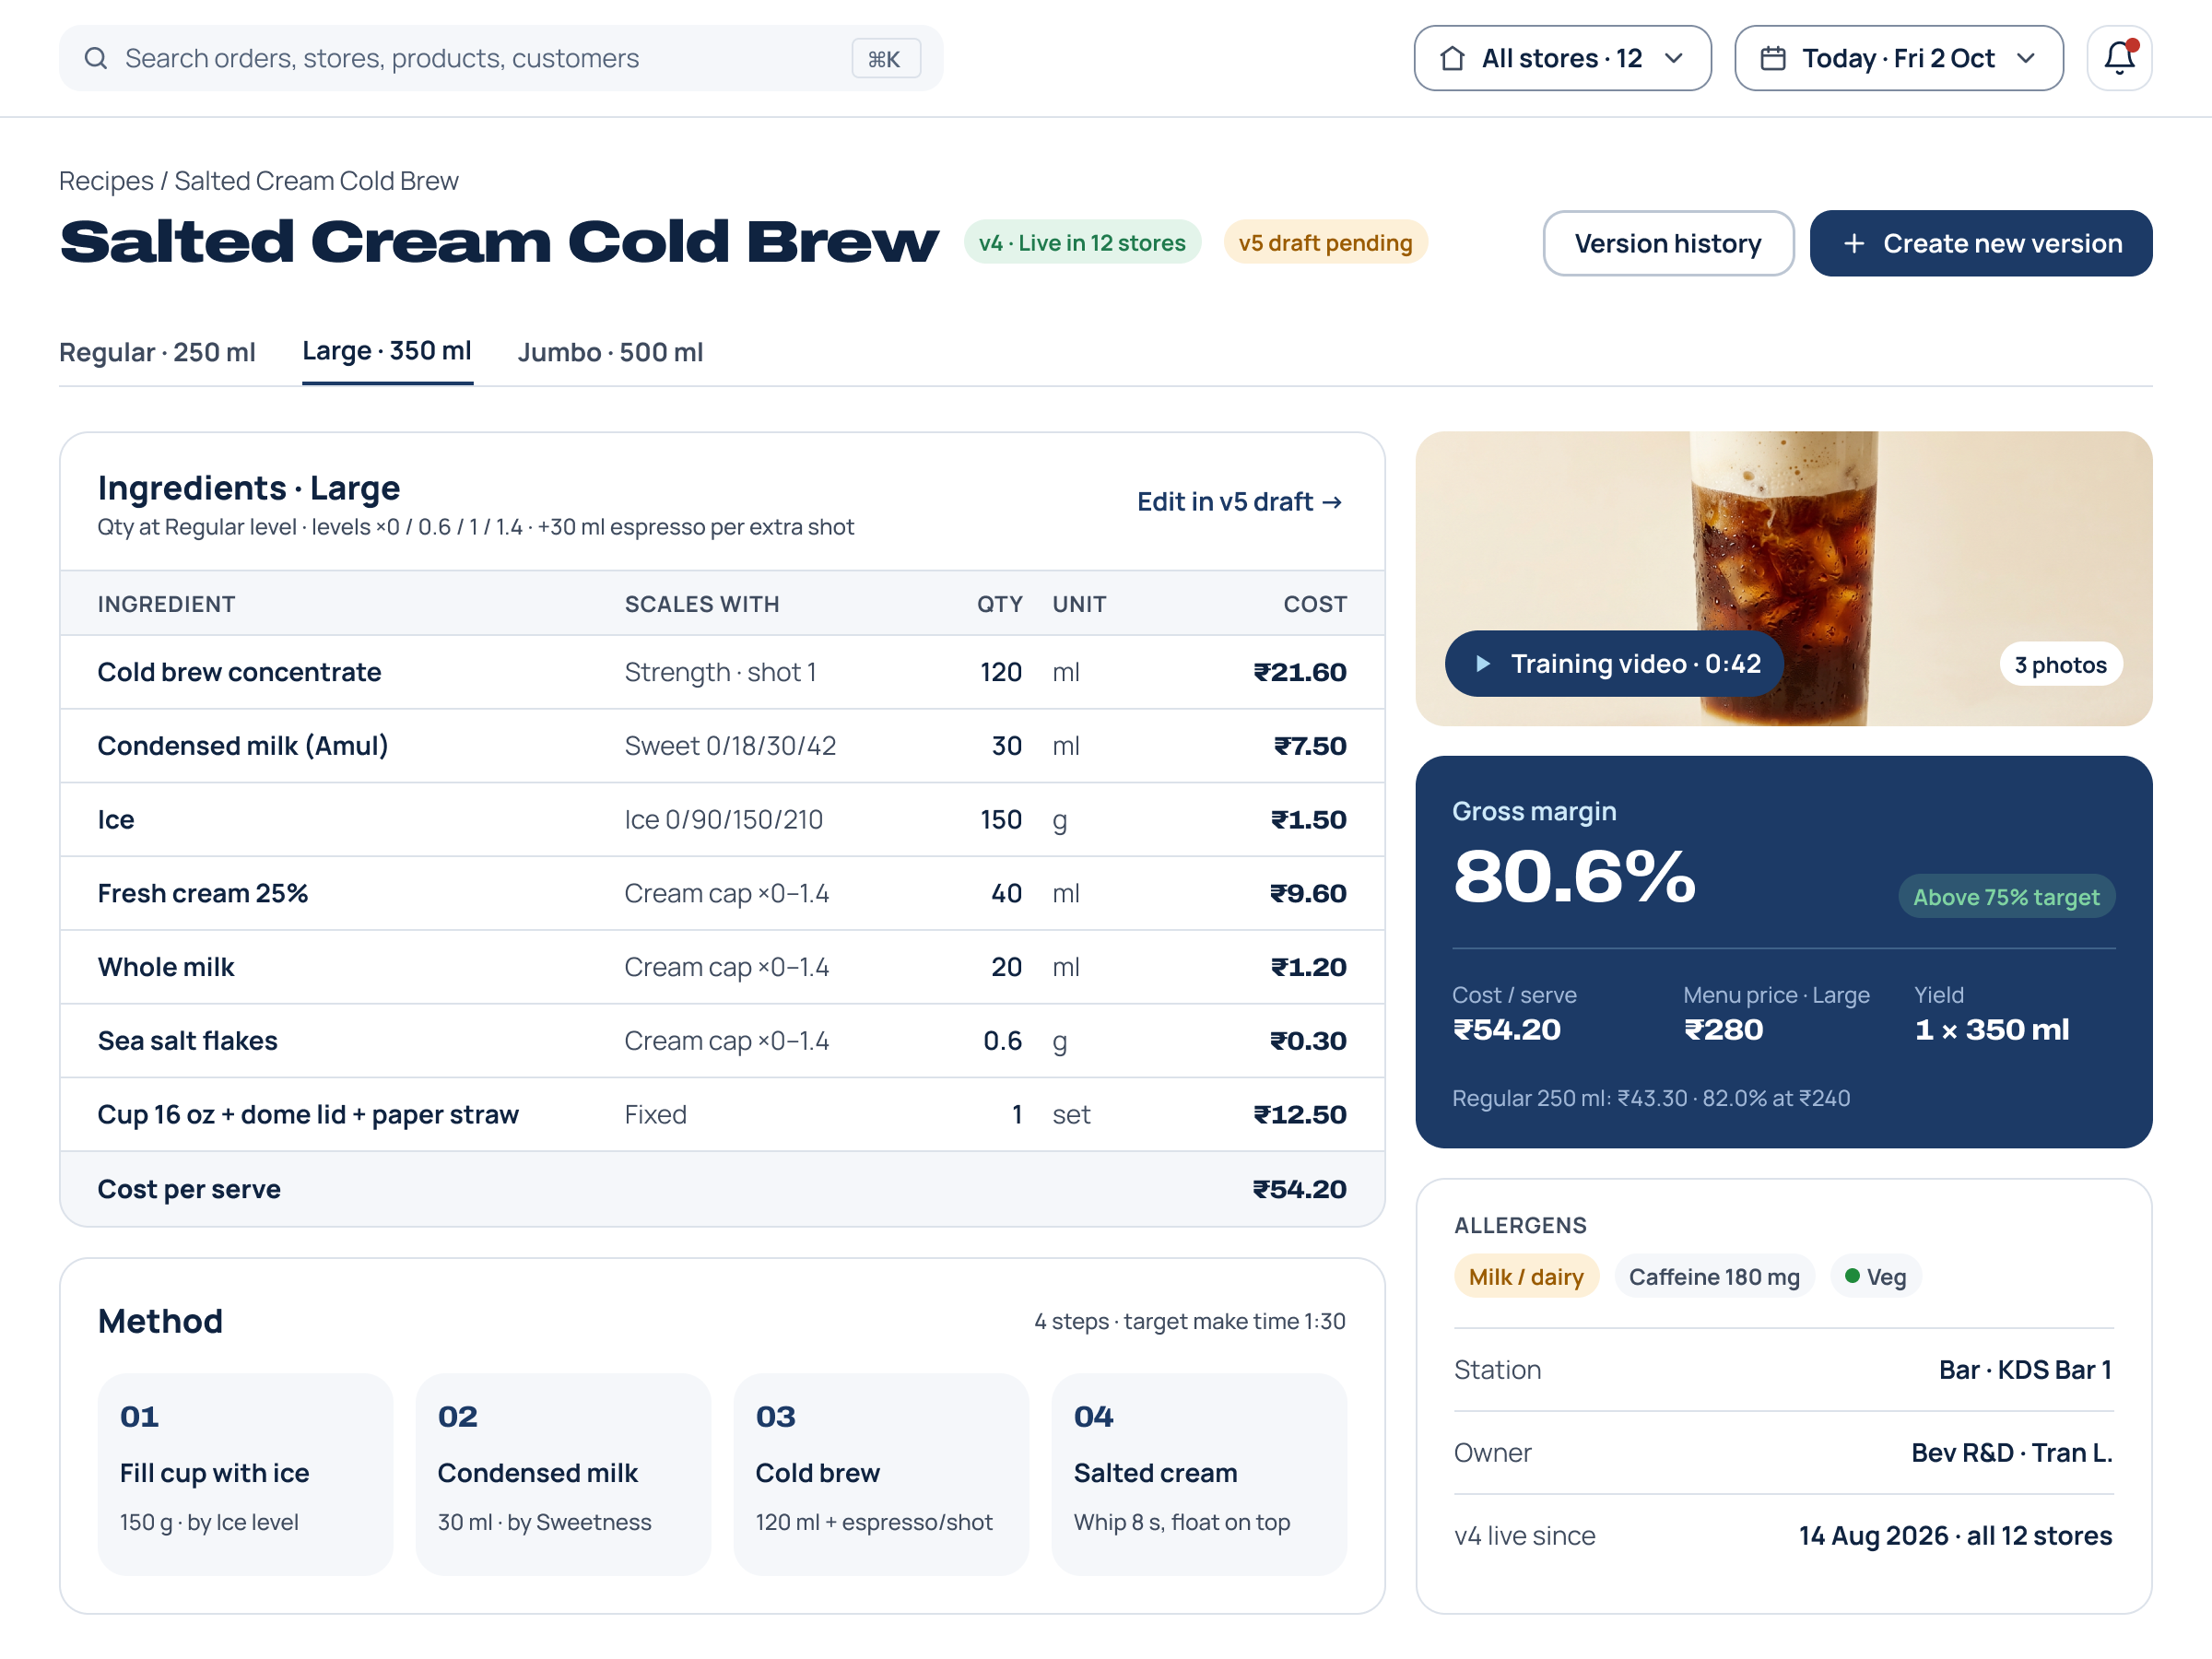 Search orders, stores, products, customers ⌘K
All stores · 12
Today · Fri 2 Oct
Recipes / Salted Cream Cold Brew
Salted Cream Cold Brew
v4 · Live in 12 stores
v5 draft pending
Version history
+ Create new version
Regular · 250 ml
Large · 350 ml
Jumbo · 500 ml
Ingredients · Large
Qty at Regular level · levels ×0 / 0.6 / 1 / 1.4 · +30 ml espresso per extra shot
Edit in v5 draft →
INGREDIENT SCALES WITH QTY UNIT COST
Cold brew concentrate Strength · shot 1 120 ml ₹21.60
Condensed milk (Amul) Sweet 0/18/30/42 30 ml ₹7.50
Ice Ice 0/90/150/210 150 g ₹1.50
Fresh cream 25% Cream cap ×0–1.4 40 ml ₹9.60
Whole milk Cream cap ×0–1.4 20 ml ₹1.20
Sea salt flakes Cream cap ×0–1.4 0.6 g ₹0.30
Cup 16 oz + dome lid + paper straw Fixed 1 set ₹12.50
Cost per serve ₹54.20
Method
4 steps · target make time 1:30
01
Fill cup with ice
150 g · by Ice level
02
Condensed milk
30 ml · by Sweetness
03
Cold brew
120 ml + espresso/shot
04
Salted cream
Whip 8 s, float on top
Training video · 0:42
3 photos
Gross margin
80.6%
Above 75% target
Cost / serve
₹54.20
Menu price · Large
₹280
Yield
1 × 350 ml
Regular 250 ml: ₹43.30 · 82.0% at ₹240
ALLERGENS
Milk / dairy
Caffeine 180 mg
Veg
Station Bar · KDS Bar 1
Owner Bev R&D · Tran L.
v4 live since 14 Aug 2026 · all 12 stores